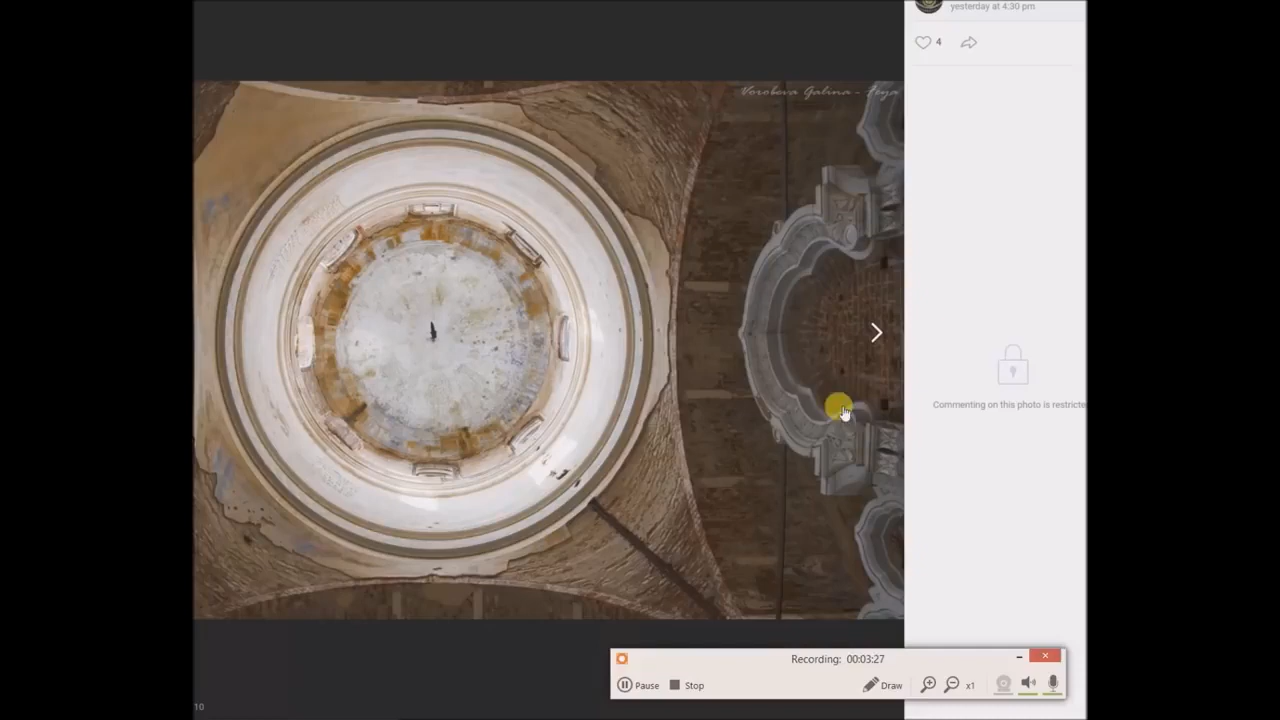 yesterday at 4:30 pm
4
Vorobeva Galina - Feya
Commenting on this photo is restricte
Recording: 00:03:27
Pause
Stop
Draw
x1
10